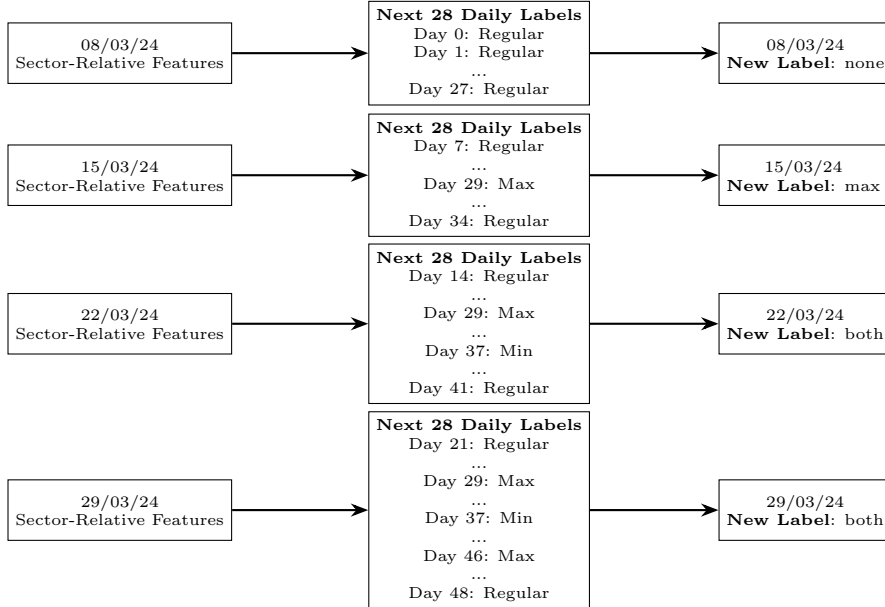 08/03/24
Sector-Relative Features
Next 28 Daily Labels
Day 0: Regular
Day 1: Regular
...
Day 27: Regular
08/03/24
New Label: none
15/03/24
Sector-Relative Features
Next 28 Daily Labels
Day 7: Regular
...
Day 29: Max
...
Day 34: Regular
15/03/24
New Label: max
22/03/24
Sector-Relative Features
Next 28 Daily Labels
Day 14: Regular
...
Day 29: Max
...
Day 37: Min
...
Day 41: Regular
22/03/24
New Label: both
29/03/24
Sector-Relative Features
Next 28 Daily Labels
Day 21: Regular
...
Day 29: Max
...
Day 37: Min
...
Day 46: Max
...
Day 48: Regular
29/03/24
New Label: both